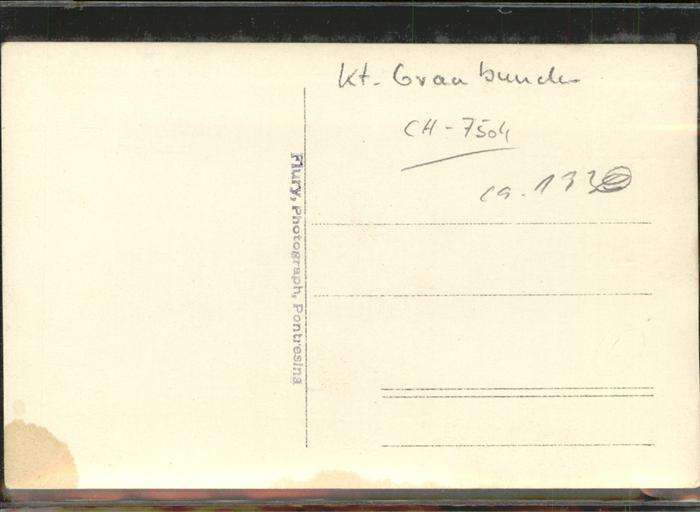 Kt. Graubünden
CH-7504
ca. 1930
Flury, Photograph, Pontresina